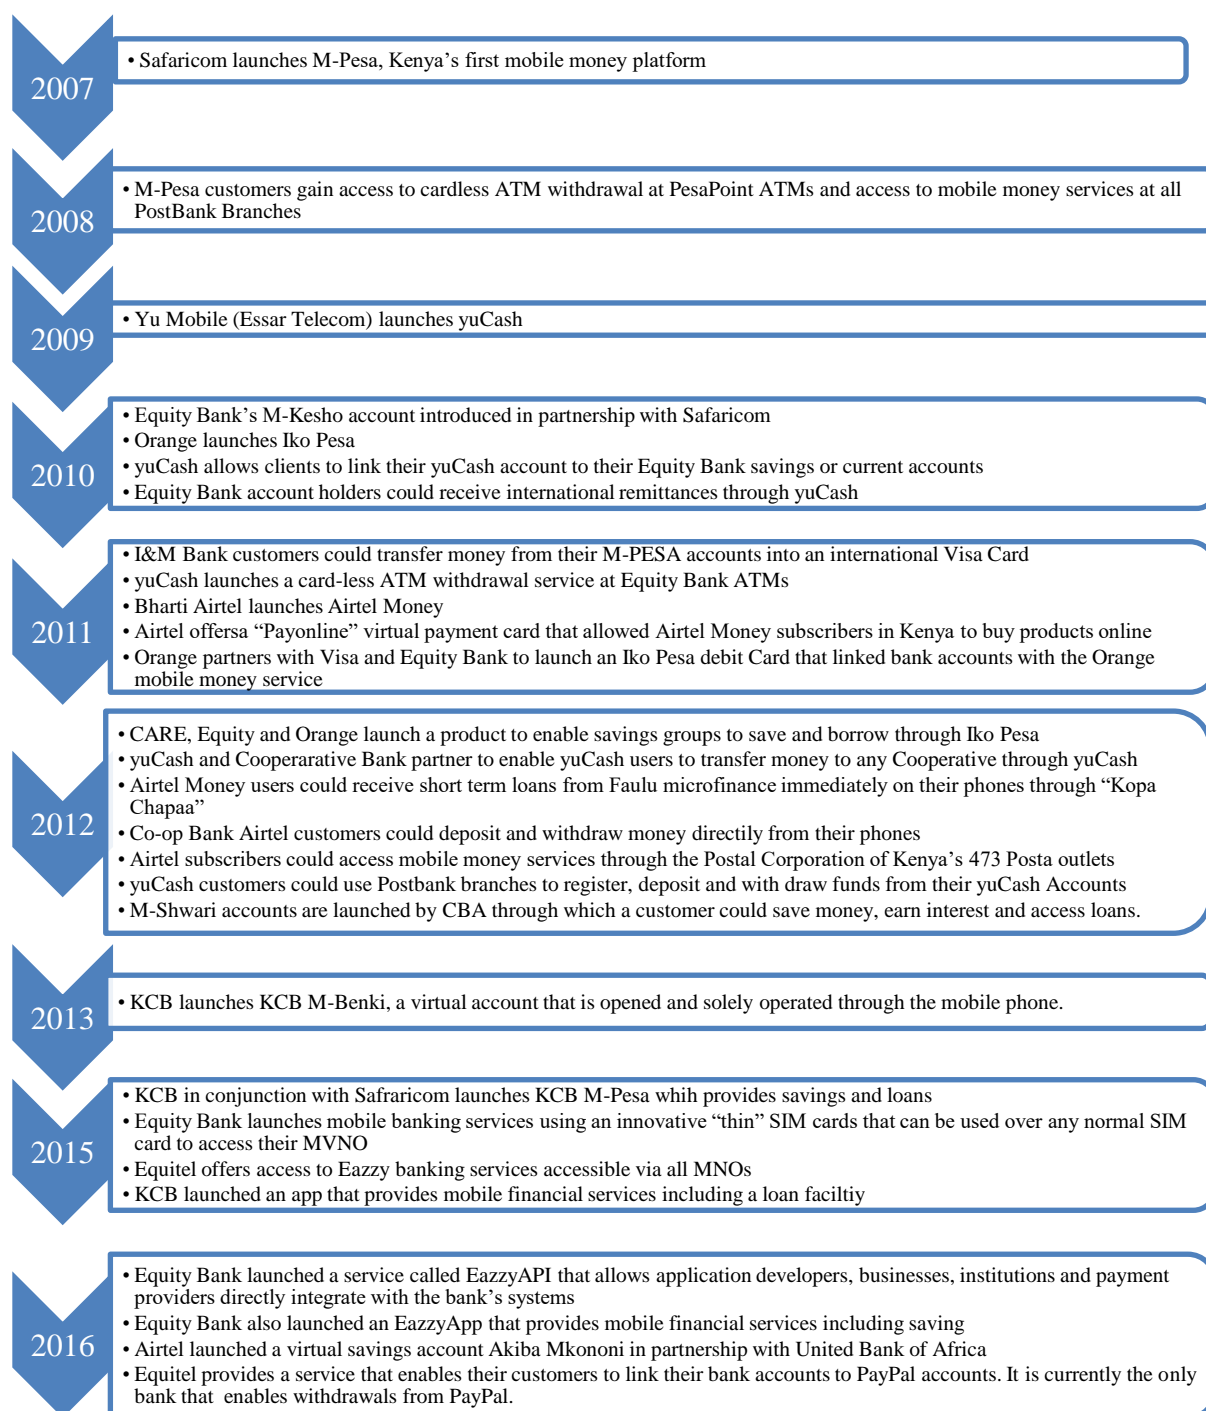 2007
• Safaricom launches M-Pesa, Kenya’s first mobile money platform
2008
• M-Pesa customers gain access to cardless ATM withdrawal at PesaPoint ATMs and access to mobile money services at all
PostBank Branches
2009
• Yu Mobile (Essar Telecom) launches yuCash
2010
• Equity Bank’s M-Kesho account introduced in partnership with Safaricom
• Orange launches Iko Pesa
• yuCash allows clients to link their yuCash account to their Equity Bank savings or current accounts
• Equity Bank account holders could receive international remittances through yuCash
2011
• I&M Bank customers could transfer money from their M-PESA accounts into an international Visa Card
• yuCash launches a card-less ATM withdrawal service at Equity Bank ATMs
• Bharti Airtel launches Airtel Money
• Airtel offersa “Payonline” virtual payment card that allowed Airtel Money subscribers in Kenya to buy products online
• Orange partners with Visa and Equity Bank to launch an Iko Pesa debit Card that linked bank accounts with the Orange
mobile money service
2012
• CARE, Equity and Orange launch a product to enable savings groups to save and borrow through Iko Pesa
• yuCash and Cooperarative Bank partner to enable yuCash users to transfer money to any Cooperative through yuCash
• Airtel Money users could receive short term loans from Faulu microfinance immediately on their phones through “Kopa
Chapaa”
• Co-op Bank Airtel customers could deposit and withdraw money directily from their phones
• Airtel subscribers could access mobile money services through the Postal Corporation of Kenya’s 473 Posta outlets
• yuCash customers could use Postbank branches to register, deposit and with draw funds from their yuCash Accounts
• M-Shwari accounts are launched by CBA through which a customer could save money, earn interest and access loans.
2013
• KCB launches KCB M-Benki, a virtual account that is opened and solely operated through the mobile phone.
2015
• KCB in conjunction with Safraricom launches KCB M-Pesa whih provides savings and loans
• Equity Bank launches mobile banking services using an innovative “thin” SIM cards that can be used over any normal SIM
card to access their MVNO
• Equitel offers access to Eazzy banking services accessible via all MNOs
• KCB launched an app that provides mobile financial services including a loan faciltiy
2016
• Equity Bank launched a service called EazzyAPI that allows application developers, businesses, institutions and payment
providers directly integrate with the bank’s systems
• Equity Bank also launched an EazzyApp that provides mobile financial services including saving
• Airtel launched a virtual savings account Akiba Mkononi in partnership with United Bank of Africa
• Equitel provides a service that enables their customers to link their bank accounts to PayPal accounts. It is currently the only
bank that  enables withdrawals from PayPal.